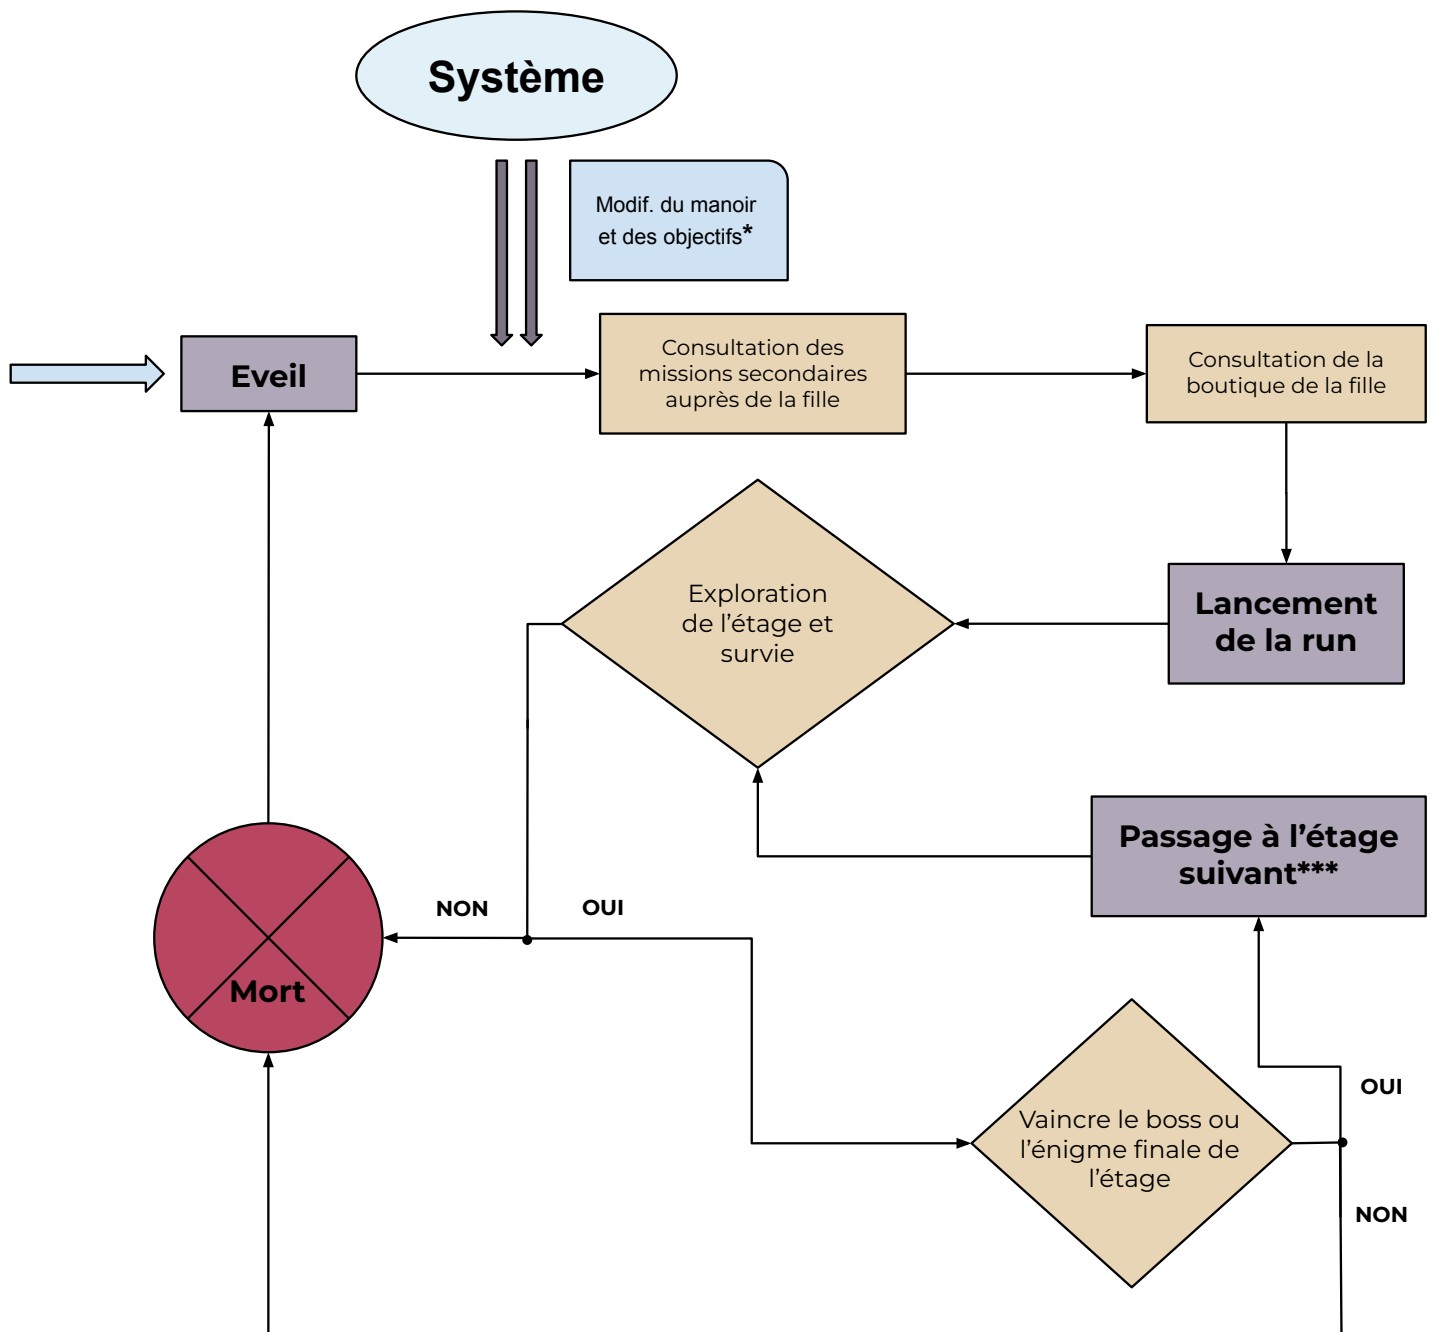 Système
Modif. du manoir
et des objectifs*
Eveil
Consultation des
missions secondaires
auprès de la fille
Consultation de la
boutique de la fille
Exploration
de l’étage et
survie
Lancement
de la run
Passage à l’étage
suivant***
NON
OUI
Mort
Vaincre le boss ou
l’énigme finale de
l’étage
OUI
NON